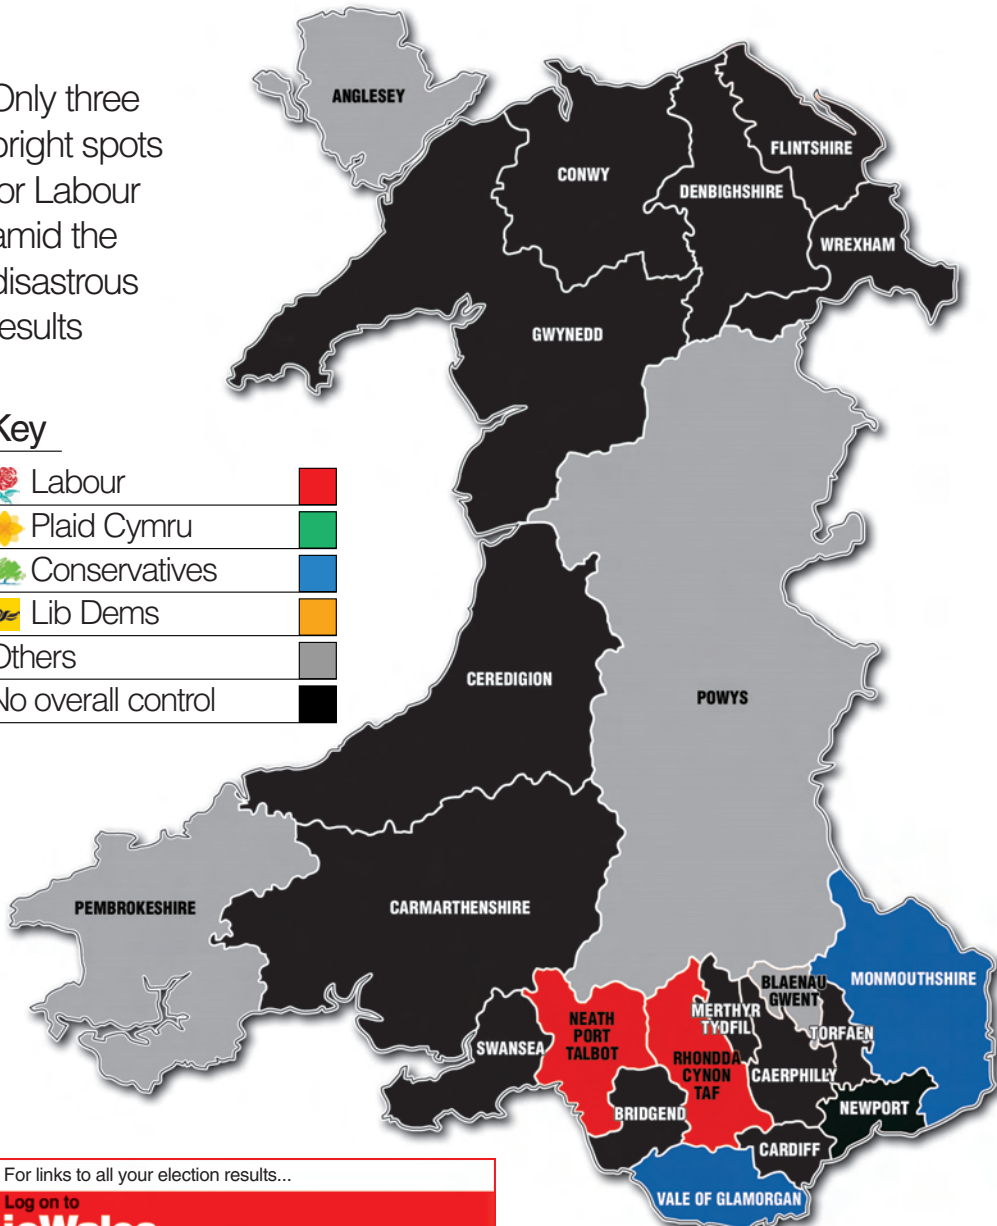 Only three
bright spots
for Labour
amid the
disastrous
results
Key
Labour
Plaid Cymru
Conservatives
Lib Dems
Others
No overall control
ANGLESEY
CONWY
FLINTSHIRE
DENBIGHSHIRE
WREXHAM
GWYNEDD
CEREDIGION
POWYS
PEMBROKESHIRE
CARMARTHENSHIRE
MONMOUTHSHIRE
BLAENAU
GWENT
MERTHYR
TYDFIL
TORFAEN
NEATH
PORT
TALBOT
SWANSEA
RHONDDA
CYNON
TAF
CAERPHILLY
BRIDGEND
NEWPORT
CARDIFF
VALE OF GLAMORGAN
For links to all your election results...
Log on to
icWales